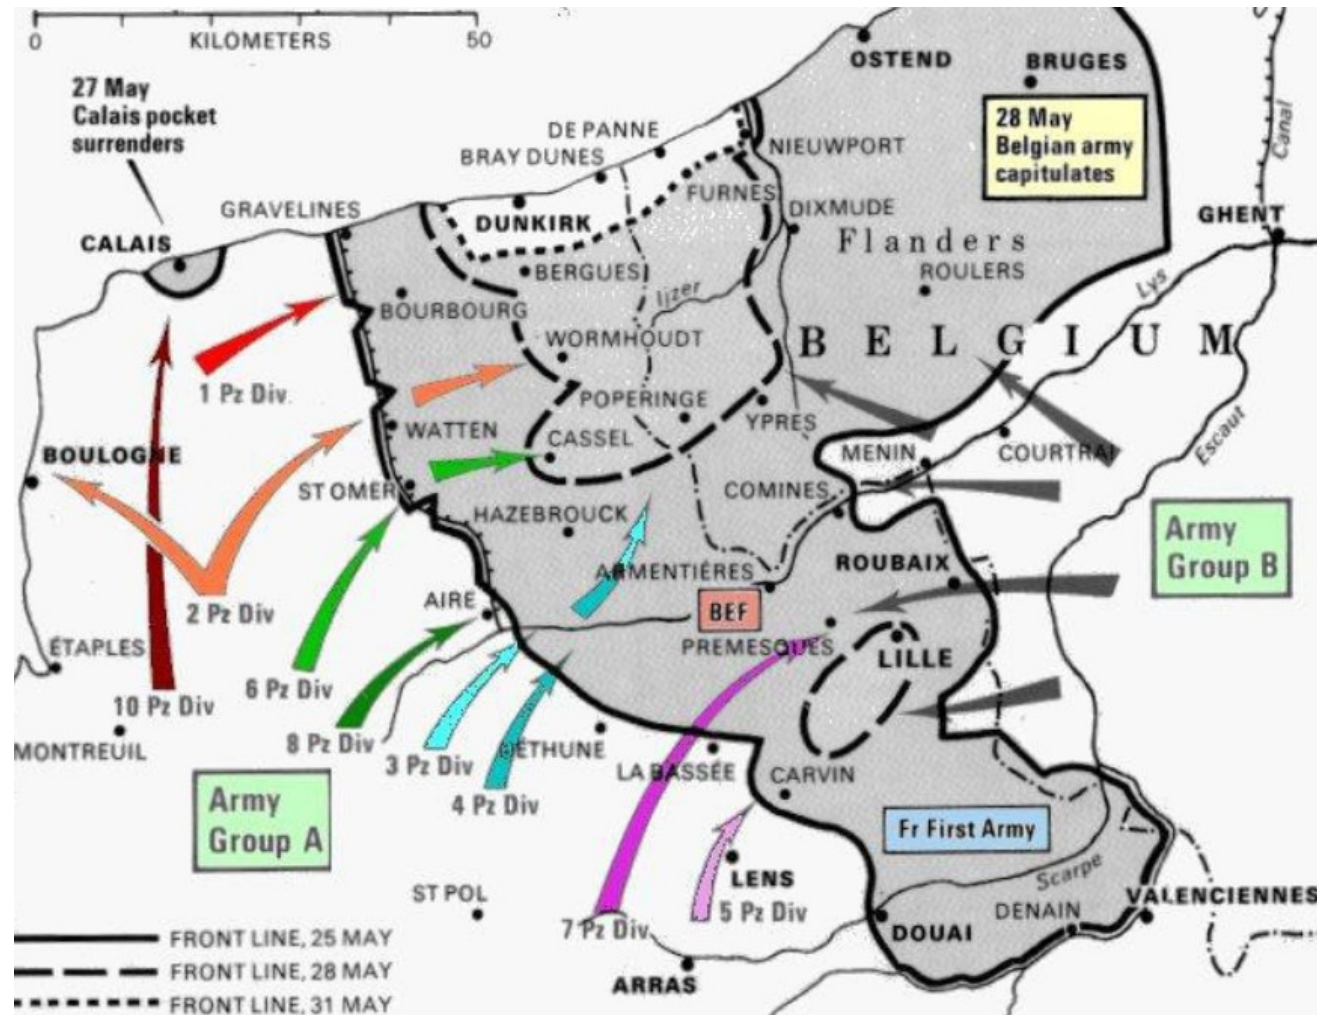 0 KILOMETERS 50
27 May
Calais pocket
surrenders
OSTEND
BRUGES
28 May
Belgian army
capitulates
Canal
DE PANNE
BRAY DUNES
NIEUWPORT
FURNES
GRAVELINES
DUNKIRK
DIXMUDE
GHENT
CALAIS
BERGUES
Flanders
ROULERS
Ijzer
Lys
BOURBOURG
WORMHOUDT
BELGIUM
1 Pz Div
POPERINGE
YPRES
WATTEN
CASSEL
MENIN
COURTRAI
Escaut
BOULOGNE
ST OMER
COMINES
HAZEBROUCK
Army
Group B
ARMENTIÉRES
ROUBAIX
2 Pz Div
AIRE
BEF
PREMESQUES
LILLE
ÉTAPLES
6 Pz Div
10 Pz Div
MONTREUIL
8 Pz Div
3 Pz Div
BÉTHUNE
LA BASSÉE
CARVIN
4 Pz Div
Army
Group A
Fr First Army
Scarpe
LENS
5 Pz Div
ST POL
7 Pz Div
DENAIN
VALENCIENNES
DOUAI
ARRAS
FRONT LINE, 25 MAY
FRONT LINE, 28 MAY
FRONT LINE, 31 MAY